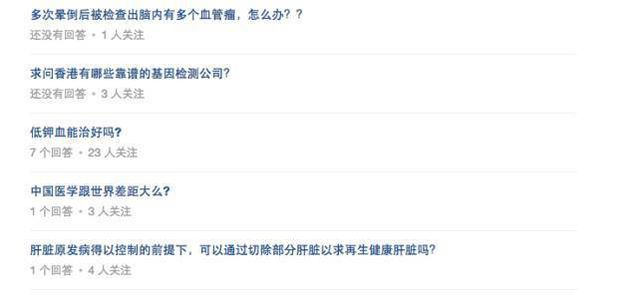 多次晕倒后被检查出脑内有多个血管瘤，怎么办？？
还没有回答 • 1 人关注
求问香港有哪些靠谱的基因检测公司？
还没有回答 • 3 人关注
低钾血能治好吗？
7 个回答 • 23 人关注
中国医学跟世界差距大么？
1 个回答 • 3 人关注
肝脏原发病得以控制的前提下，可以通过切除部分肝脏以求再生健康肝脏吗？
1 个回答 • 4 人关注